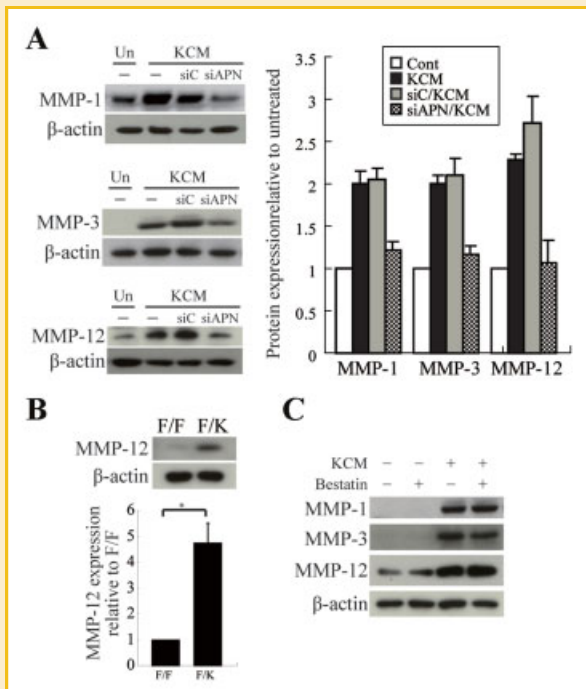 A
Un KCM
– – siC siAPN
MMP-1
β-actin
Un KCM
– – siC siAPN
MMP-3
β-actin
Un KCM
– – siC siAPN
MMP-12
β-actin
Protein expressionrelative to untreated
3.5
3
2.5
2
1.5
1
0.5
0
Cont
KCM
siC/KCM
siAPN/KCM
MMP-1 MMP-3 MMP-12
B
F/F F/K
MMP-12
β-actin
MMP-12 expression
relative to F/F
6
5
4
3
2
1
0
*
F/F F/K
C
KCM – – + +
Bestatin – + – +
MMP-1
MMP-3
MMP-12
β-actin